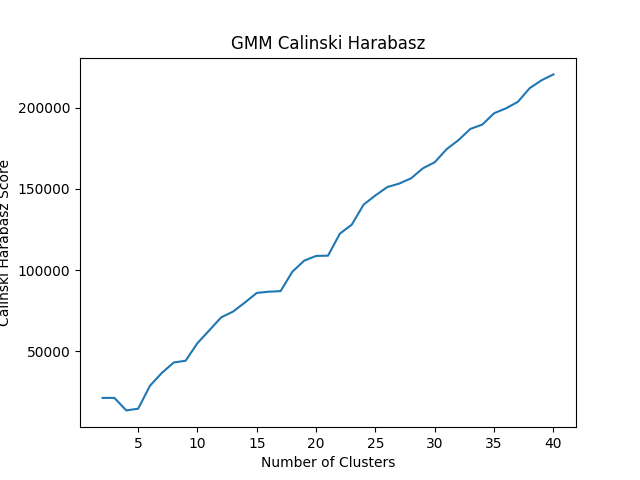 GMM Calinski Harabasz
200000
150000
100000
50000
Calinski Harabasz Score
5 10 15 20 25 30 35 40
Number of Clusters